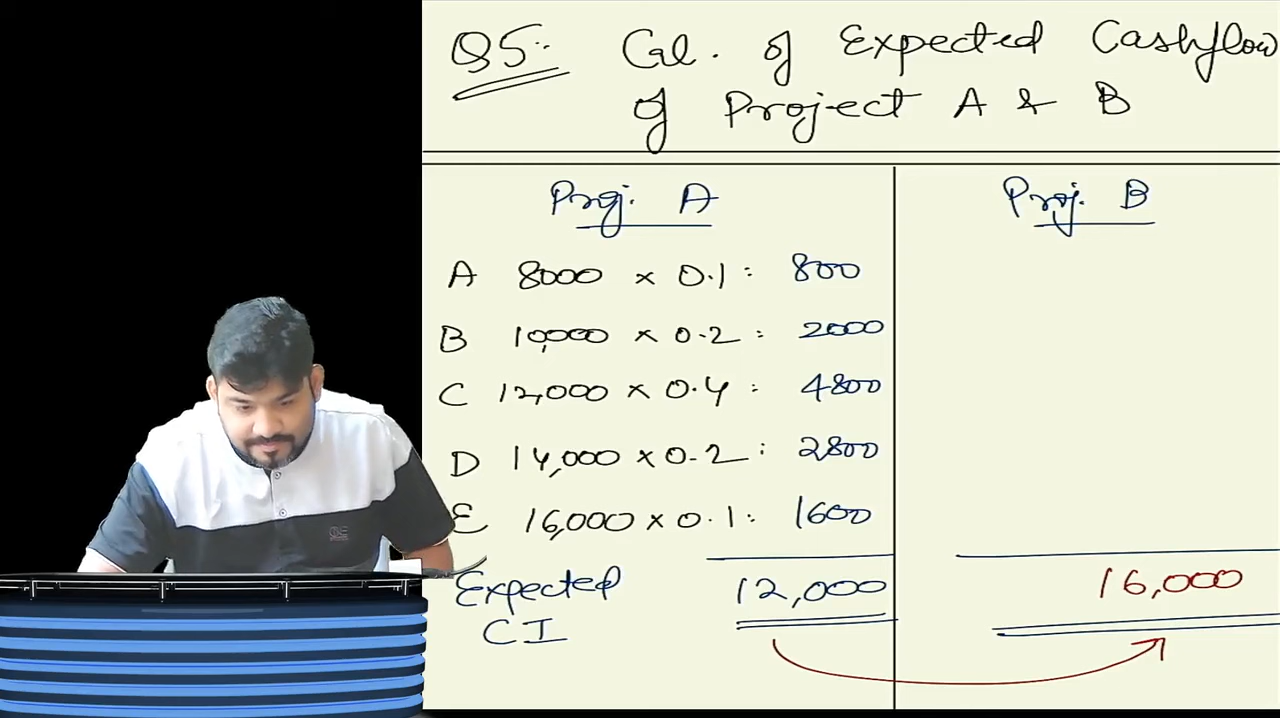 Q5:- Cal. of Expected Cashflow
of Project A & B
Proj. A
A 8000 x 0.1 : 800
B 10,000 x 0.2 : 2000
C 12,000 x 0.4 : 4800
D 14,000 x 0.2 : 2800
E 16,000 x 0.1 : 1600
Expected 12,000
CI
Proj. B
16,000